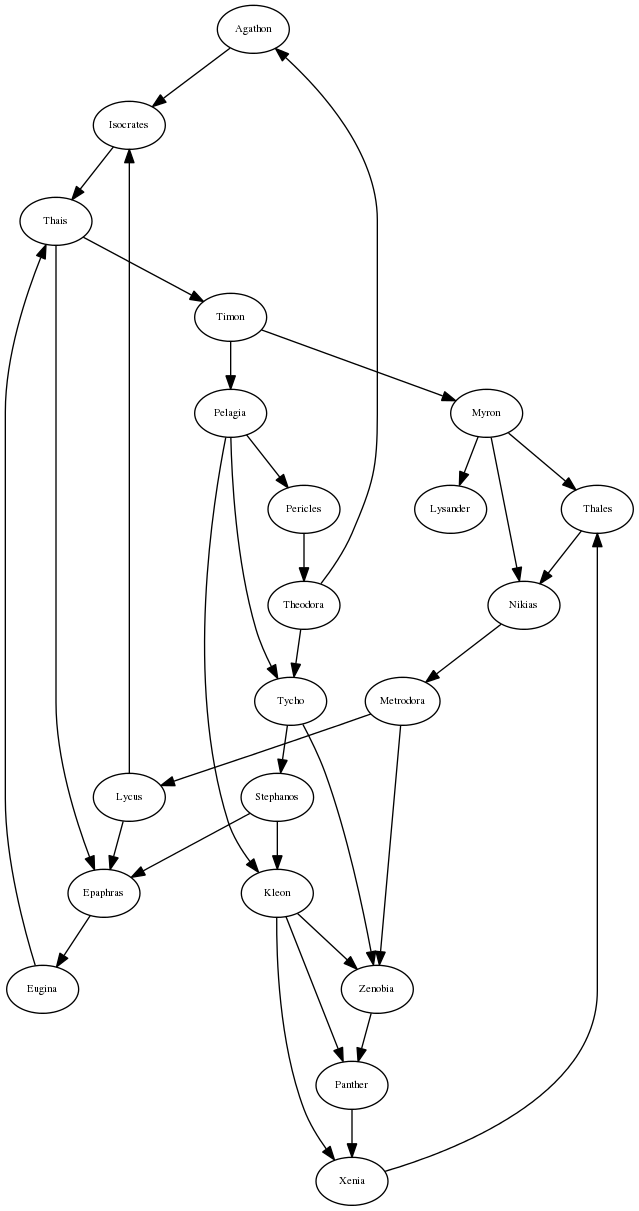 Agathon
Isocrates
Thais
Timon
Pelagia
Myron
Pericles
Lysander
Thales
Theodora
Nikias
Tycho
Metrodora
Lycus
Stephanos
Epaphras
Kleon
Eugina
Zenobia
Panther
Xenia